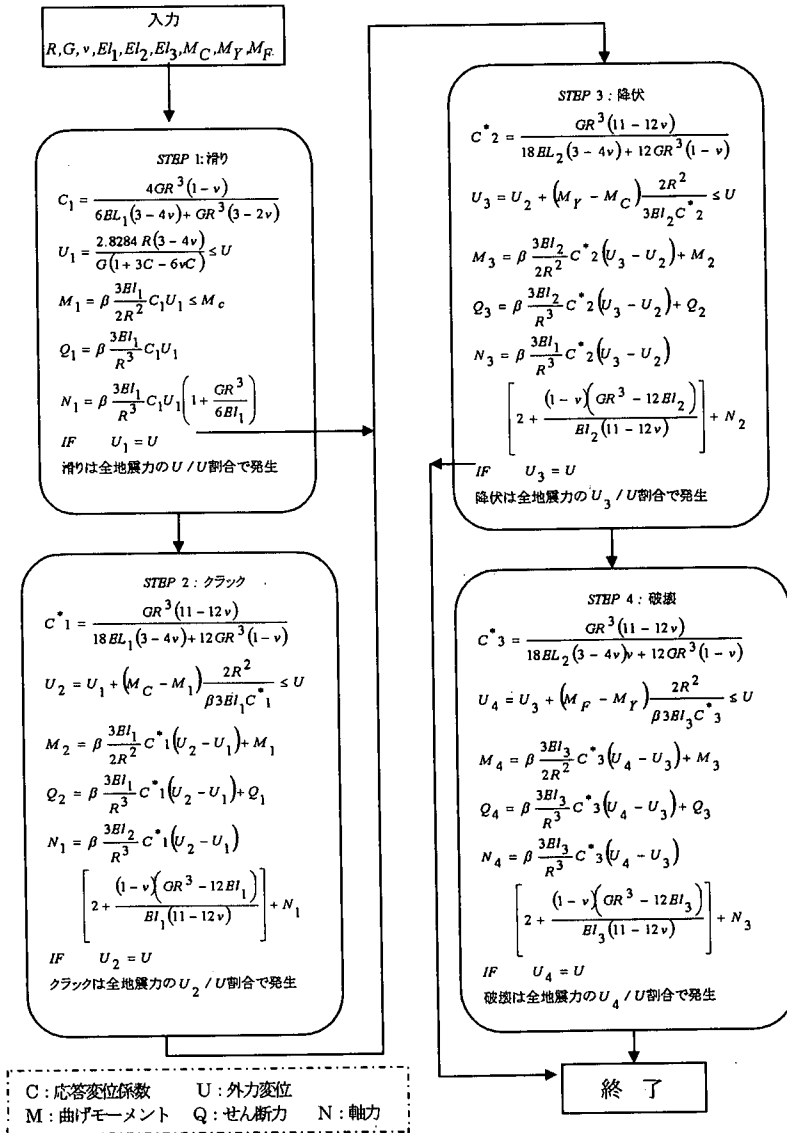 入力
R,G,ν,EI₁,EI₂,EI₃,M_C,M_Y,M_F.
STEP 1:滑り
C₁ = 4GR³(1−ν) / 6EL₁(3−4ν)+GR³(3−2ν)
U₁ = 2.8284 R(3−4ν) / G(1+3C−6νC) ≤ U
M₁ = β 3EI₁/2R² C₁U₁ ≤ M_c
Q₁ = β 3EI₁/R³ C₁U₁
N₁ = β 3EI₁/R³ C₁U₁(1 + GR³/6EI₁)
IF U₁ = U
滑りは全地震力のU / U割合で発生
STEP 2 : クラック
C*1 = GR³(11−12ν) / 18EL₁(3−4ν)+12GR³(1−ν)
U₂ = U₁ + (M_C − M₁) 2R²/β3EI₁C*1 ≤ U
M₂ = β 3EI₁/2R² C*1(U₂−U₁)+M₁
Q₂ = β 3EI₁/R³ C*1(U₂−U₁)+Q₁
N₁ = β 3EI₂/R³ C*1(U₂−U₁)
[2 + (1−ν)(GR³−12EI₁) / EI₁(11−12ν)] + N₁
IF U₂ = U
クラックは全地震力のU₂ / U割合で発生
STEP 3 : 降伏
C*2 = GR³(11−12ν) / 18EL₂(3−4ν)+12GR³(1−ν)
U₃ = U₂ + (M_Y − M_C) 2R²/3EI₂C*2 ≤ U
M₃ = β 3EI₂/2R² C*2(U₃−U₂)+M₂
Q₃ = β 3EI₂/R³ C*2(U₃−U₂)+Q₂
N₃ = β 3EI₁/R³ C*2(U₃−U₂)
[2 + (1−ν)(GR³−12EI₂) / EI₂(11−12ν)] + N₂
IF U₃ = U
降伏は全地震力のU₃ / U割合で発生
STEP 4 : 破壊
C*3 = GR³(11−12ν) / 18EL₂(3−4ν)ν+12GR³(1−ν)
U₄ = U₃ + (M_F − M_Y) 2R²/β3EI₃C*3 ≤ U
M₄ = β 3EI₃/2R² C*3(U₄−U₃)+M₃
Q₄ = β 3EI₃/R³ C*3(U₄−U₃)+Q₃
N₄ = β 3EI₃/R³ C*3(U₄−U₃)
[2 + (1−ν)(GR³−12EI₃) / EI₃(11−12ν)] + N₃
IF U₄ = U
破壊は全地震力のU₄ / U割合で発生
終了
C:応答変位係数 U:外力変位
M:曲げモーメント Q:せん断力 N:軸力